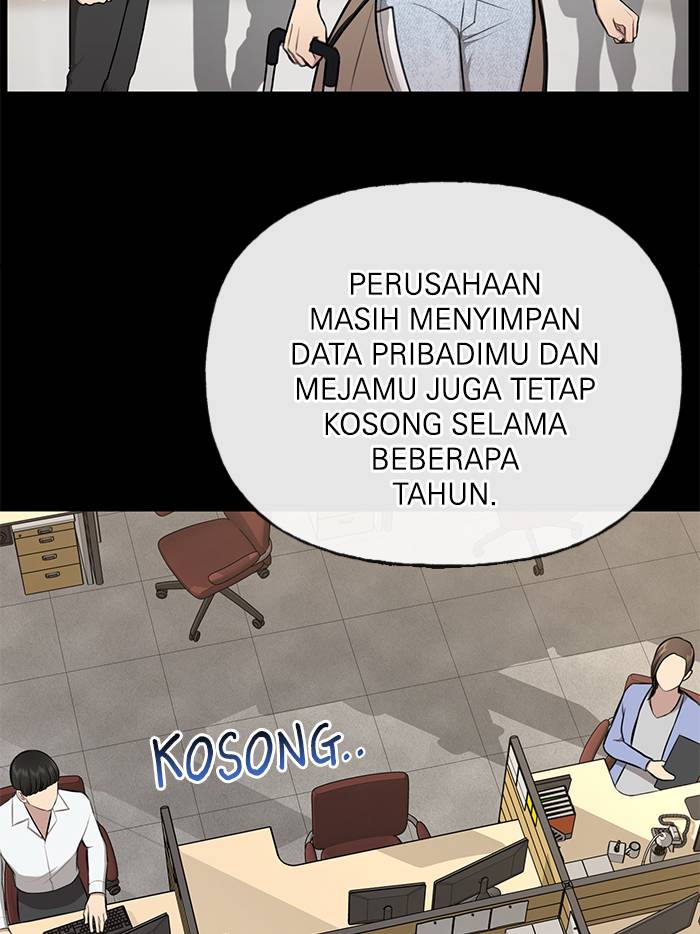 PERUSAHAAN
MASIH MENYIMPAN
DATA PRIBADIMU DAN
MEJAMU JUGA TETAP
KOSONG SELAMA
BEBERAPA
TAHUN.
KOSONG..